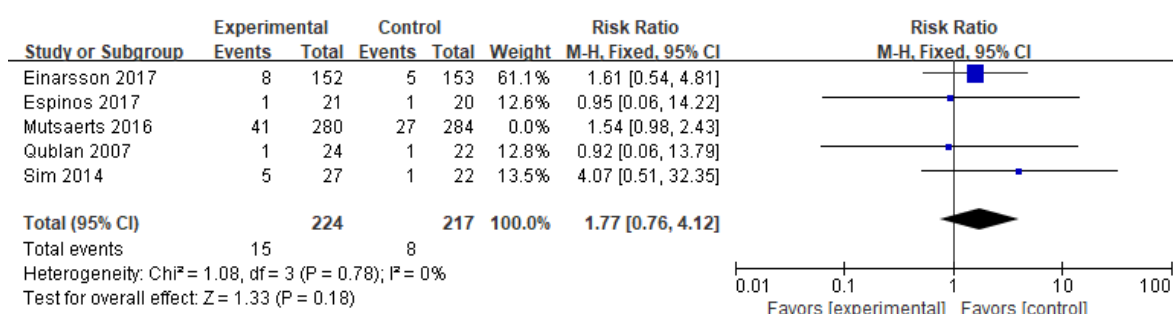 Experimental Control Risk Ratio Risk Ratio
Study or Subgroup Events Total Events Total Weight M-H, Fixed, 95% CI M-H, Fixed, 95% CI
Einarsson 2017 8 152 5 153 61.1% 1.61 [0.54, 4.81]
Espinos 2017 1 21 1 20 12.6% 0.95 [0.06, 14.22]
Mutsaerts 2016 41 280 27 284 0.0% 1.54 [0.98, 2.43]
Qublan 2007 1 24 1 22 12.8% 0.92 [0.06, 13.79]
Sim 2014 5 27 1 22 13.5% 4.07 [0.51, 32.35]
Total (95% CI) 224 217 100.0% 1.77 [0.76, 4.12]
Total events 15 8
Heterogeneity: Chi² = 1.08, df = 3 (P = 0.78); I² = 0%
Test for overall effect: Z = 1.33 (P = 0.18)
0.01 0.1 1 10 100
Favors [experimental] Favors [control]